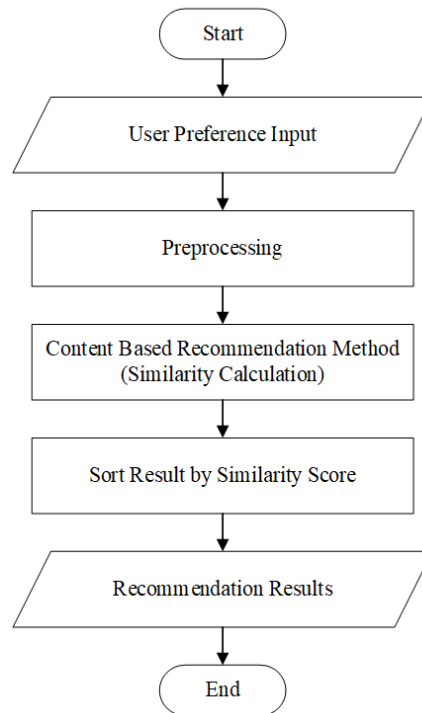 Start
User Preference Input
Preprocessing
Content Based Recommendation Method
(Similarity Calculation)
Sort Result by Similarity Score
Recommendation Results
End